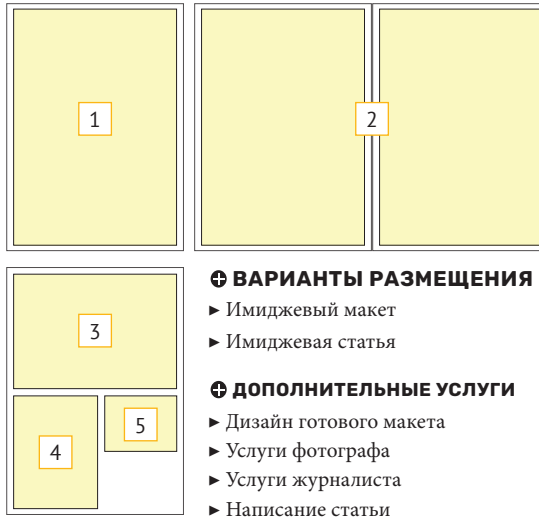 1
2
3
4
5
ВАРИАНТЫ РАЗМЕЩЕНИЯ
► Имиджевый макет
► Имиджевая статья
ДОПОЛНИТЕЛЬНЫЕ УСЛУГИ
► Дизайн готового макета
► Услуги фотографа
► Услуги журналиста
► Написание статьи